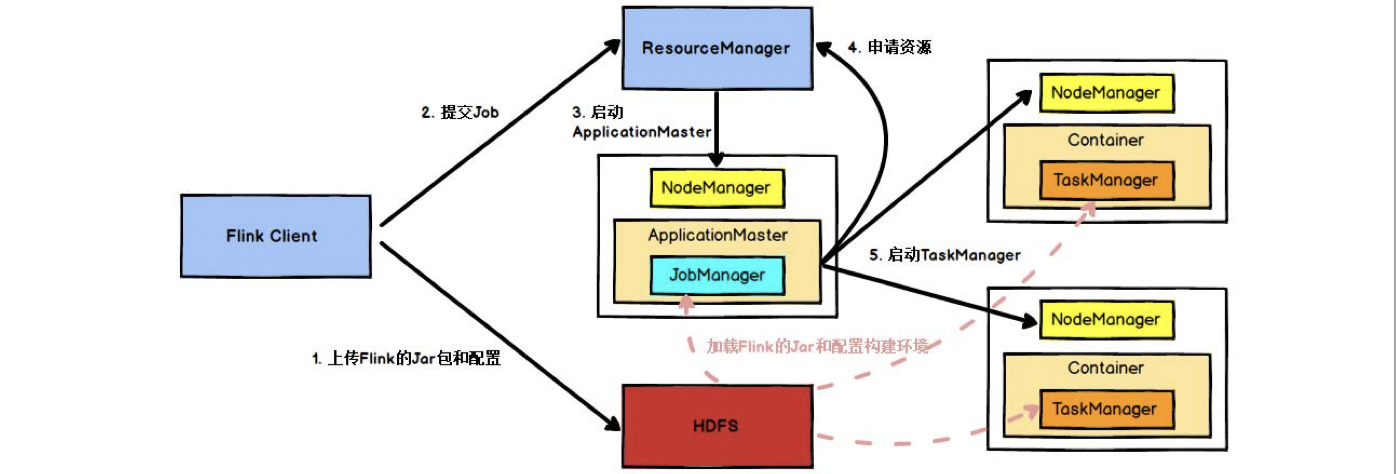 ResourceManager
4. 申请资源
2. 提交Job
3. 启动
ApplicationMaster
NodeManager
Container
TaskManager
NodeManager
Flink Client
ApplicationMaster
JobManager
5. 启动TaskManager
NodeManager
Container
TaskManager
1. 上传Flink的Jar包和配置
加载Flink的Jar和配置构建环境
HDFS